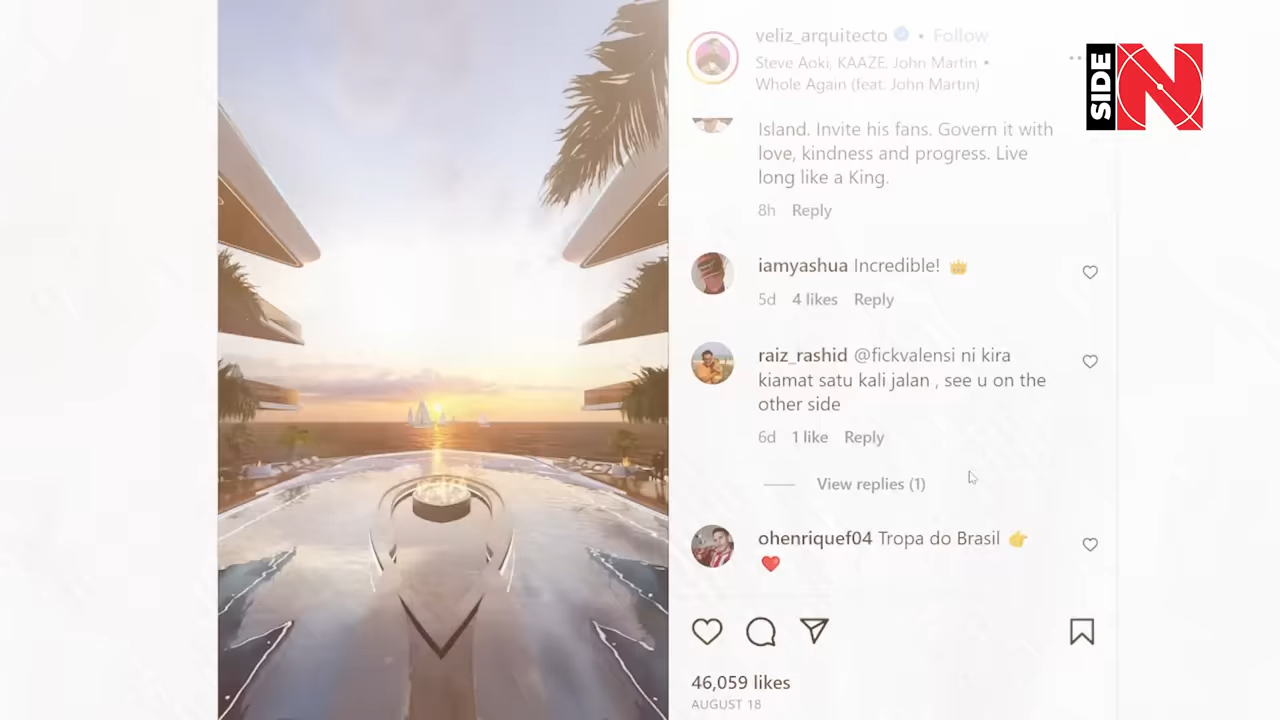 veliz_arquitecto • Follow
Steve Aoki, KAAZE, John Martin •
Whole Again (feat. John Martin)
SIDE N
Island. Invite his fans. Govern it with
love, kindness and progress. Live
long like a King.
8h Reply
iamyashua Incredible! 👑
5d 4 likes Reply
raiz_rashid @fickvalensi ni kira
kiamat satu kali jalan , see u on the
other side
6d 1 like Reply
View replies (1)
ohenriquef04 Tropa do Brasil 👉
❤️
46,059 likes
AUGUST 18